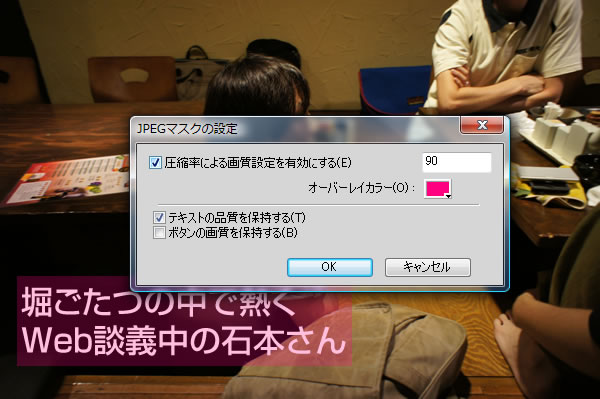 JPEGマスクの設定
圧縮率による画質設定を有効にする(E)
90
オーバーレイカラー(O):
テキストの品質を保持する(T)
ボタンの画質を保持する(B)
OK
キャンセル
堀ごたつの中で熱く
Web談義中の石本さん